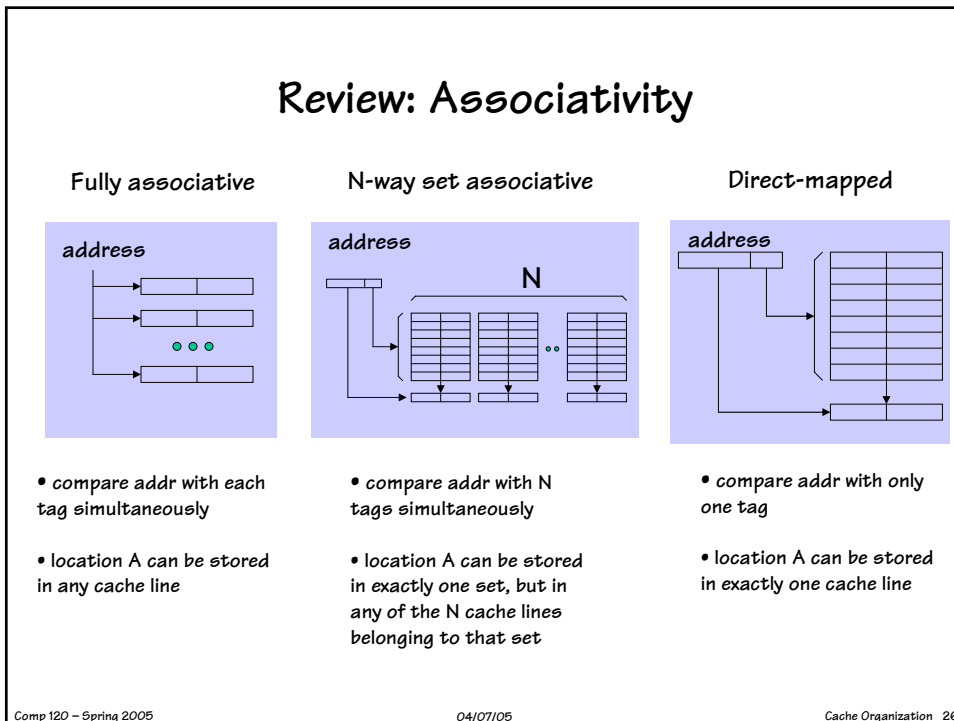 Review: Associativity
Fully associative
N-way set associative
Direct-mapped
address
address
N
address
• compare addr with each
tag simultaneously
• location A can be stored
in any cache line
• compare addr with N
tags simultaneously
• location A can be stored
in exactly one set, but in
any of the N cache lines
belonging to that set
• compare addr with only
one tag
• location A can be stored
in exactly one cache line
Comp 120 – Spring 2005
04/07/05
Cache Organization 26